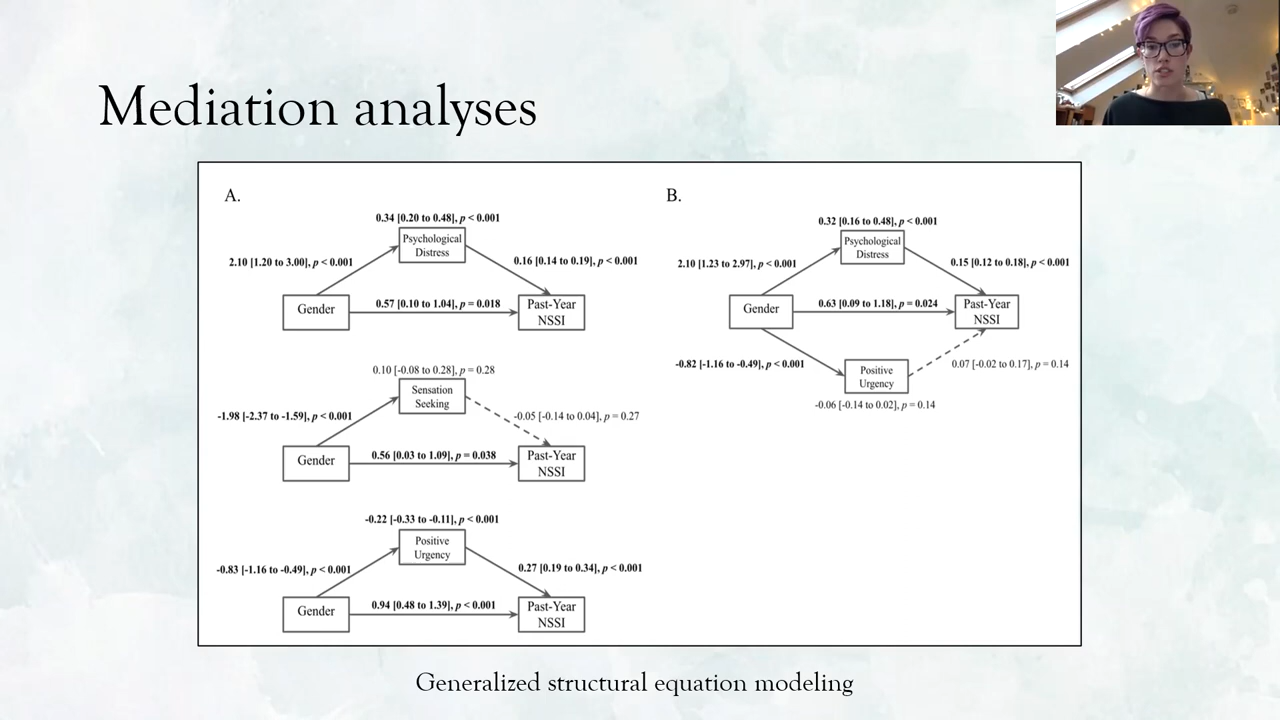 Mediation analyses
A.
0.34 [0.20 to 0.48], p < 0.001
Psychological
Distress
2.10 [1.20 to 3.00], p < 0.001
0.16 [0.14 to 0.19], p < 0.001
Gender
0.57 [0.10 to 1.04], p = 0.018
Past-Year
NSSI
0.10 [-0.08 to 0.28], p = 0.28
Sensation
Seeking
-1.98 [-2.37 to -1.59], p < 0.001
-0.05 [-0.14 to 0.04], p = 0.27
Gender
0.56 [0.03 to 1.09], p = 0.038
Past-Year
NSSI
-0.22 [-0.33 to -0.11], p < 0.001
Positive
Urgency
-0.83 [-1.16 to -0.49], p < 0.001
0.27 [0.19 to 0.34], p < 0.001
Gender
0.94 [0.48 to 1.39], p < 0.001
Past-Year
NSSI
B.
0.32 [0.16 to 0.48], p < 0.001
Psychological
Distress
2.10 [1.23 to 2.97], p < 0.001
0.15 [0.12 to 0.18], p < 0.001
Gender
0.63 [0.09 to 1.18], p = 0.024
Past-Year
NSSI
-0.82 [-1.16 to -0.49], p < 0.001
0.07 [-0.02 to 0.17], p = 0.14
Positive
Urgency
-0.06 [-0.14 to 0.02], p = 0.14
Generalized structural equation modeling